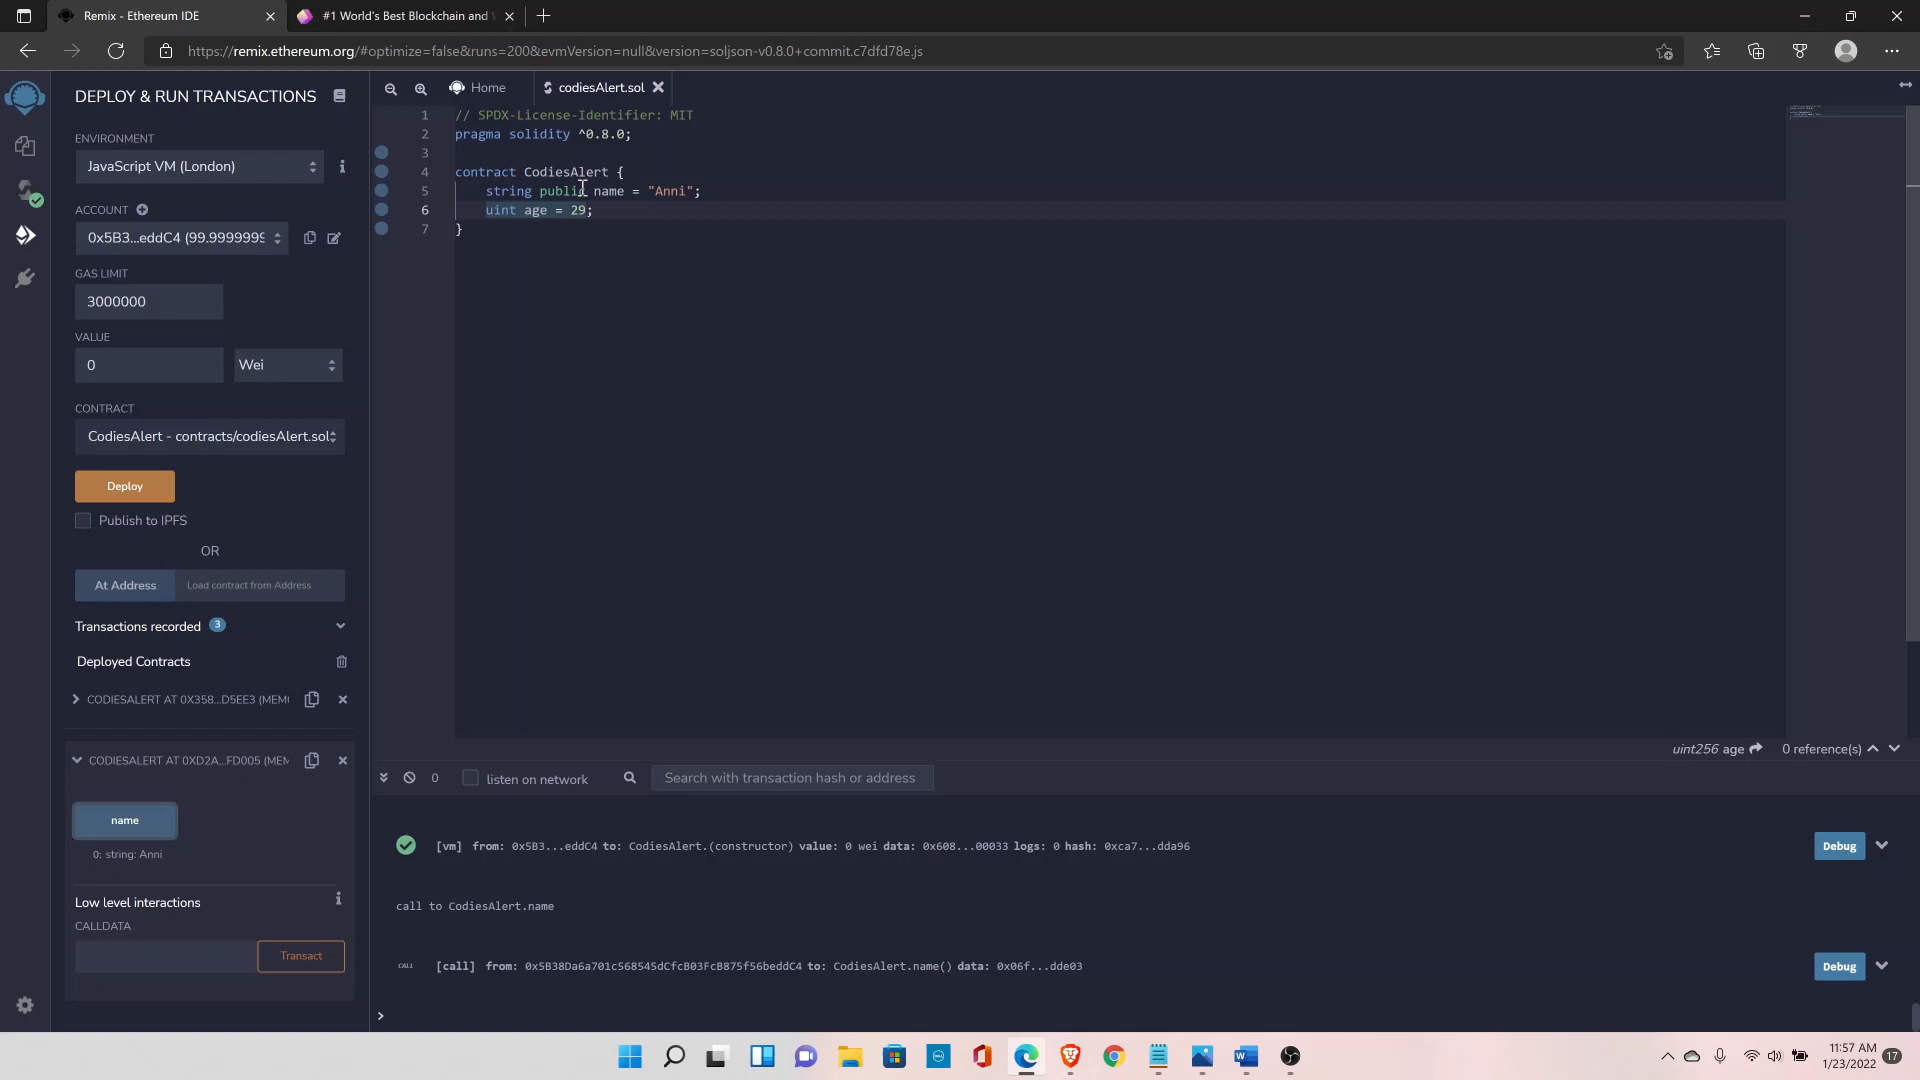 Remix - Ethereum IDE
#1 World's Best Blockchain and
https://remix.ethereum.org/#optimize=false&runs=200&evmVersion=null&version=soljson-v0.8.0+commit.c7dfd78e.js
DEPLOY & RUN TRANSACTIONS
ENVIRONMENT
JavaScript VM (London)
ACCOUNT
0x5B3...eddC4 (99.9999999
GAS LIMIT
3000000
VALUE
0
Wei
CONTRACT
CodiesAlert - contracts/codiesAlert.sol
Deploy
Publish to IPFS
OR
At Address
Load contract from Address
Transactions recorded 3
Deployed Contracts
CODIESALERT AT 0X358...D5EE3 (MEM
CODIESALERT AT 0XD2A...FD005 (MEM
name
0: string: Anni
Low level interactions
CALLDATA
Transact
Home
codiesAlert.sol
1 // SPDX-License-Identifier: MIT
2 pragma solidity ^0.8.0;
3
4 contract CodiesAlert {
5 string public name = "Anni";
6 uint age = 29;
7 }
uint256 age
0 reference(s)
0
listen on network
Search with transaction hash or address
[vm] from: 0x5B3...eddC4 to: CodiesAlert.(constructor) value: 0 wei data: 0x608...00033 logs: 0 hash: 0xca7...dda96
Debug
call to CodiesAlert.name
CALL [call] from: 0x5B38Da6a701c568545dCfcB03FcB875f56beddC4 to: CodiesAlert.name() data: 0x06f...dde03
Debug
>
11:57 AM
1/23/2022
17